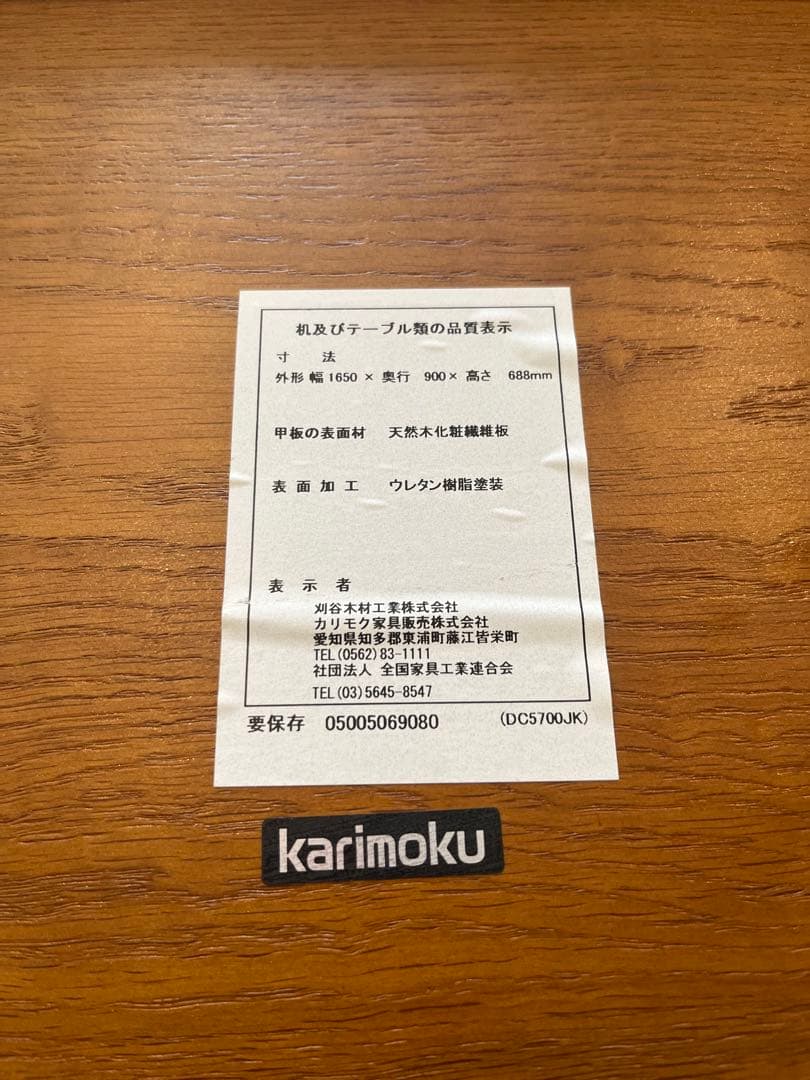 机及びテーブル類の品質表示
寸 法
外形 幅 1650 × 奥行 900× 高さ 688mm
甲板の表面材 天然木化粧繊維板
表面加工 ウレタン樹脂塗装
表示者
刈谷木材工業株式会社
カリモク家具販売株式会社
愛知県知多郡東浦町藤江皆栄町
TEL(0562)83-1111
社団法人 全国家具工業連合会
TEL(03)5645-8547
要保存 05005069080 (DC5700JK)
karimoku